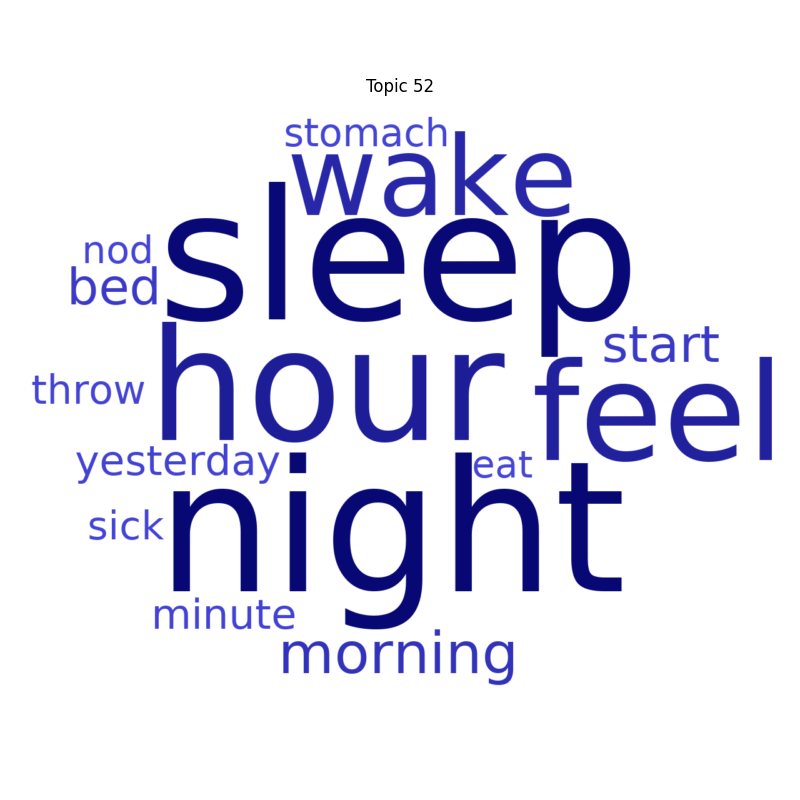 Topic 52
stomach
wake
sleep
nod
bed
start
hour
feel
throw
yesterday
eat
night
sick
minute
morning